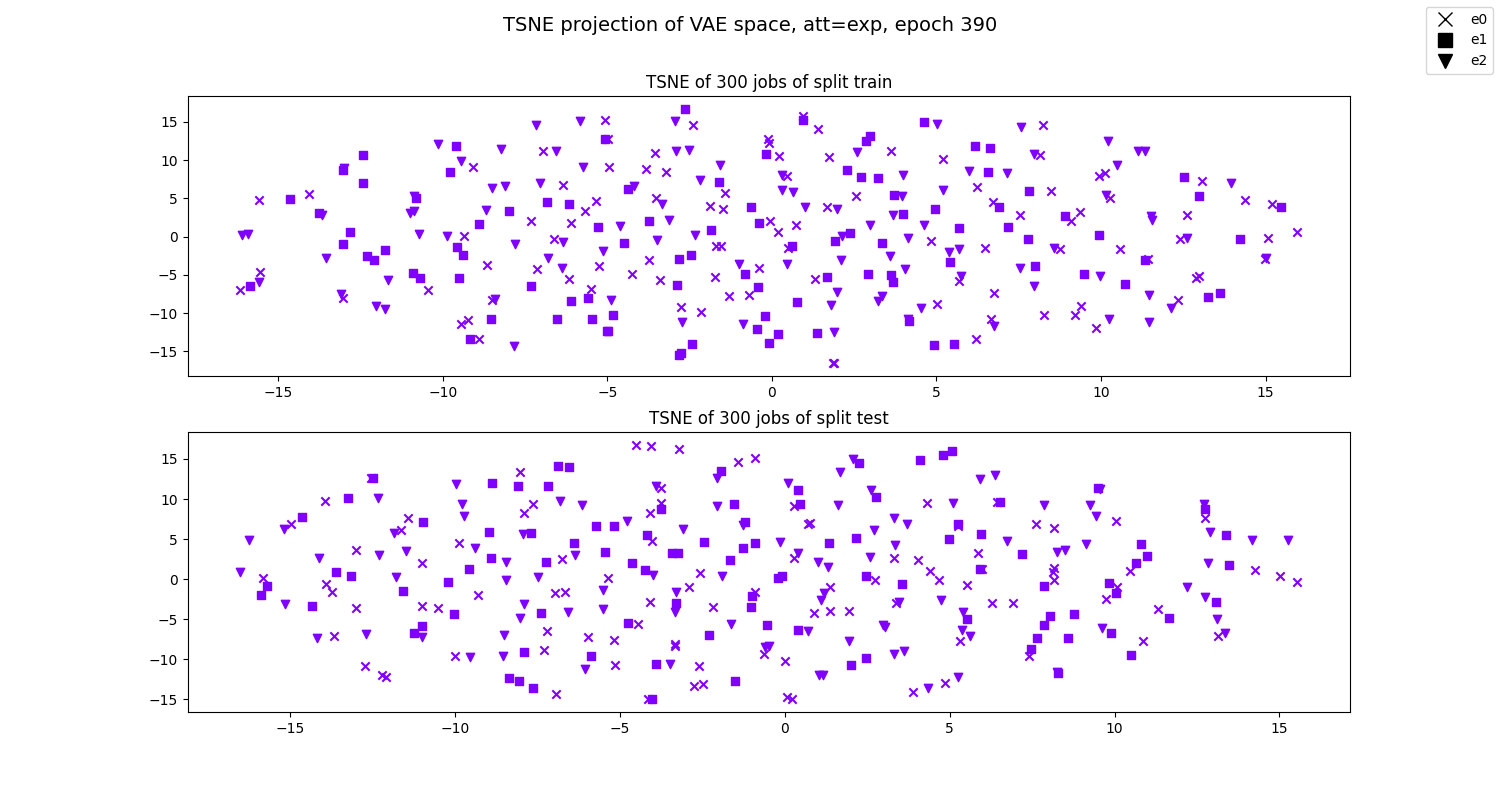 TSNE projection of VAE space, att=exp, epoch 390
e0
e1
e2
TSNE of 300 jobs of split train
15
10
5
0
−5
−10
−15
−15 −10 −5 0 5 10 15
TSNE of 300 jobs of split test
15
10
5
0
−5
−10
−15
−15 −10 −5 0 5 10 15